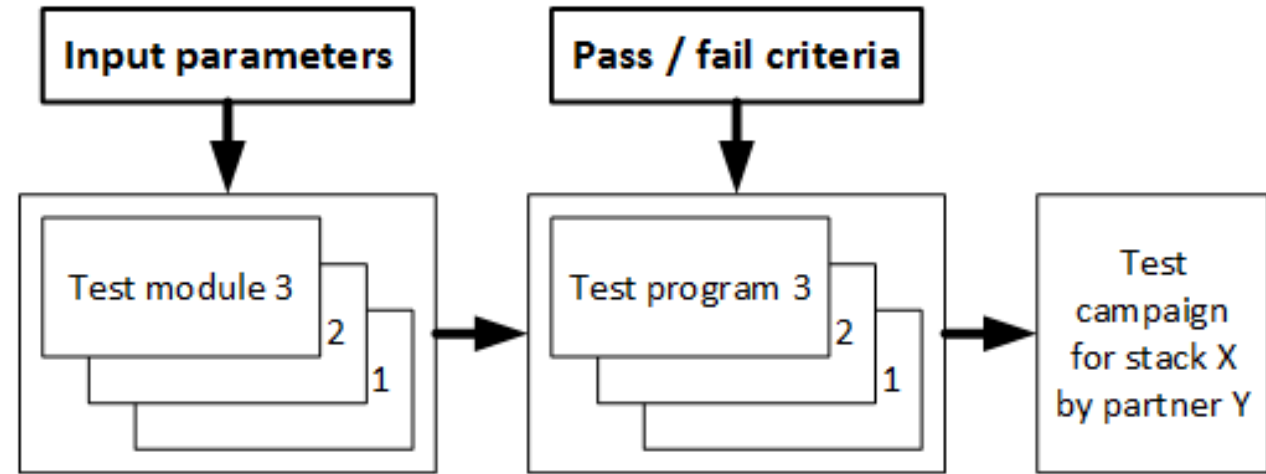 Input parameters
Pass / fail criteria
Test module 3
2
1
Test program 3
2
1
Test
campaign
for stack X
by partner Y